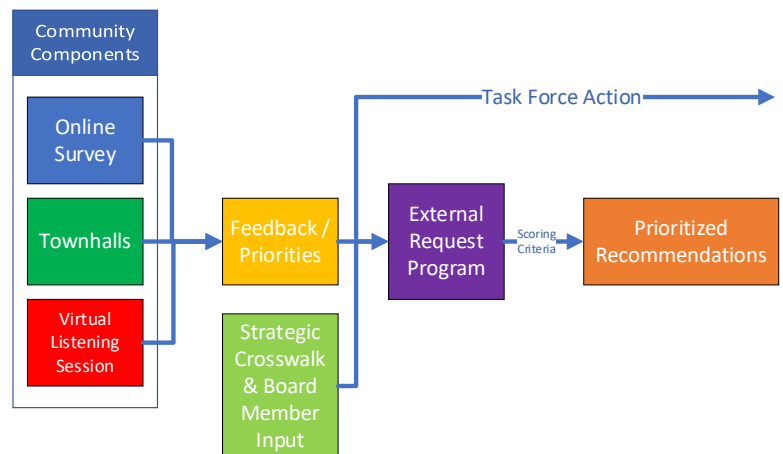 Community
Components
Online
Survey
Townhalls
Virtual
Listening
Session
Feedback /
Priorities
Strategic
Crosswalk
& Board
Member
Input
Task Force Action
External
Request
Program
Scoring
Criteria
Prioritized
Recommendations